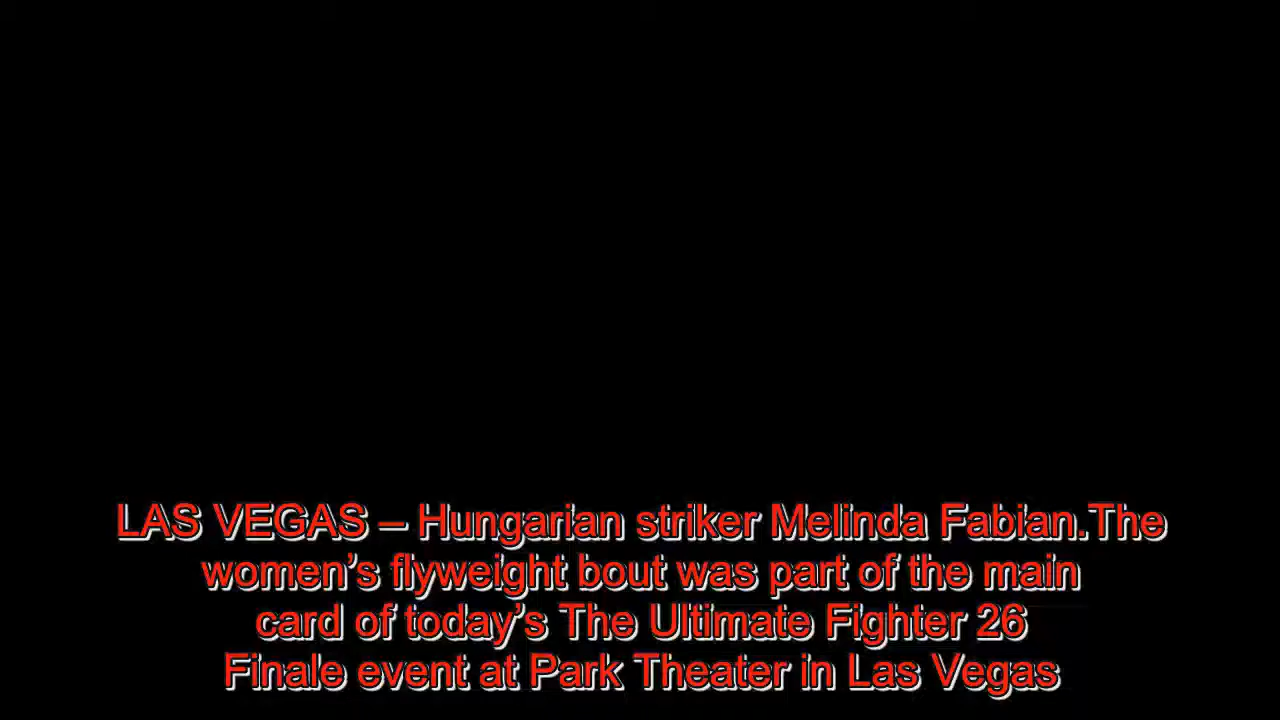 LAS VEGAS – Hungarian striker Melinda Fabian.The
women’s flyweight bout was part of the main
card of today’s The Ultimate Fighter 26
Finale event at Park Theater in Las Vegas